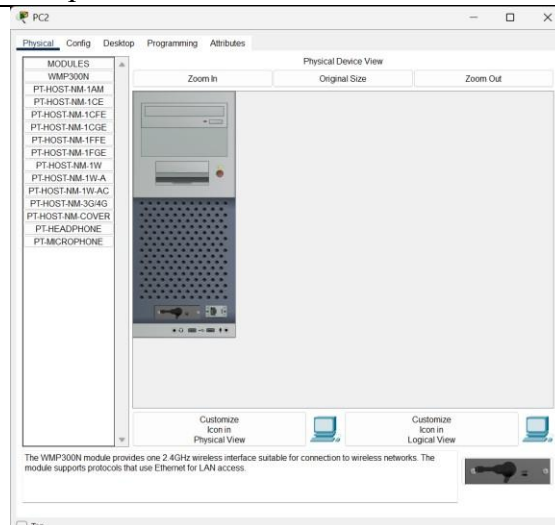 PC2
Physical Config Desktop Programming Attributes
MODULES
WMP300N
PT-HOST-NM-1AM
PT-HOST-NM-1CE
PT-HOST-NM-1CFE
PT-HOST-NM-1CGE
PT-HOST-NM-1FFE
PT-HOST-NM-1FGE
PT-HOST-NM-1W
PT-HOST-NM-1W-A
PT-HOST-NM-1W-AC
PT-HOST-NM-3G/4G
PT-HOST-NM-COVER
PT-HEADPHONE
PT-MICROPHONE
Physical Device View
Zoom In Original Size Zoom Out
Customize
Icon in
Physical View
Customize
Icon in
Logical View
The WMP300N module provides one 2.4GHz wireless interface suitable for connection to wireless networks. The
module supports protocols that use Ethernet for LAN access.